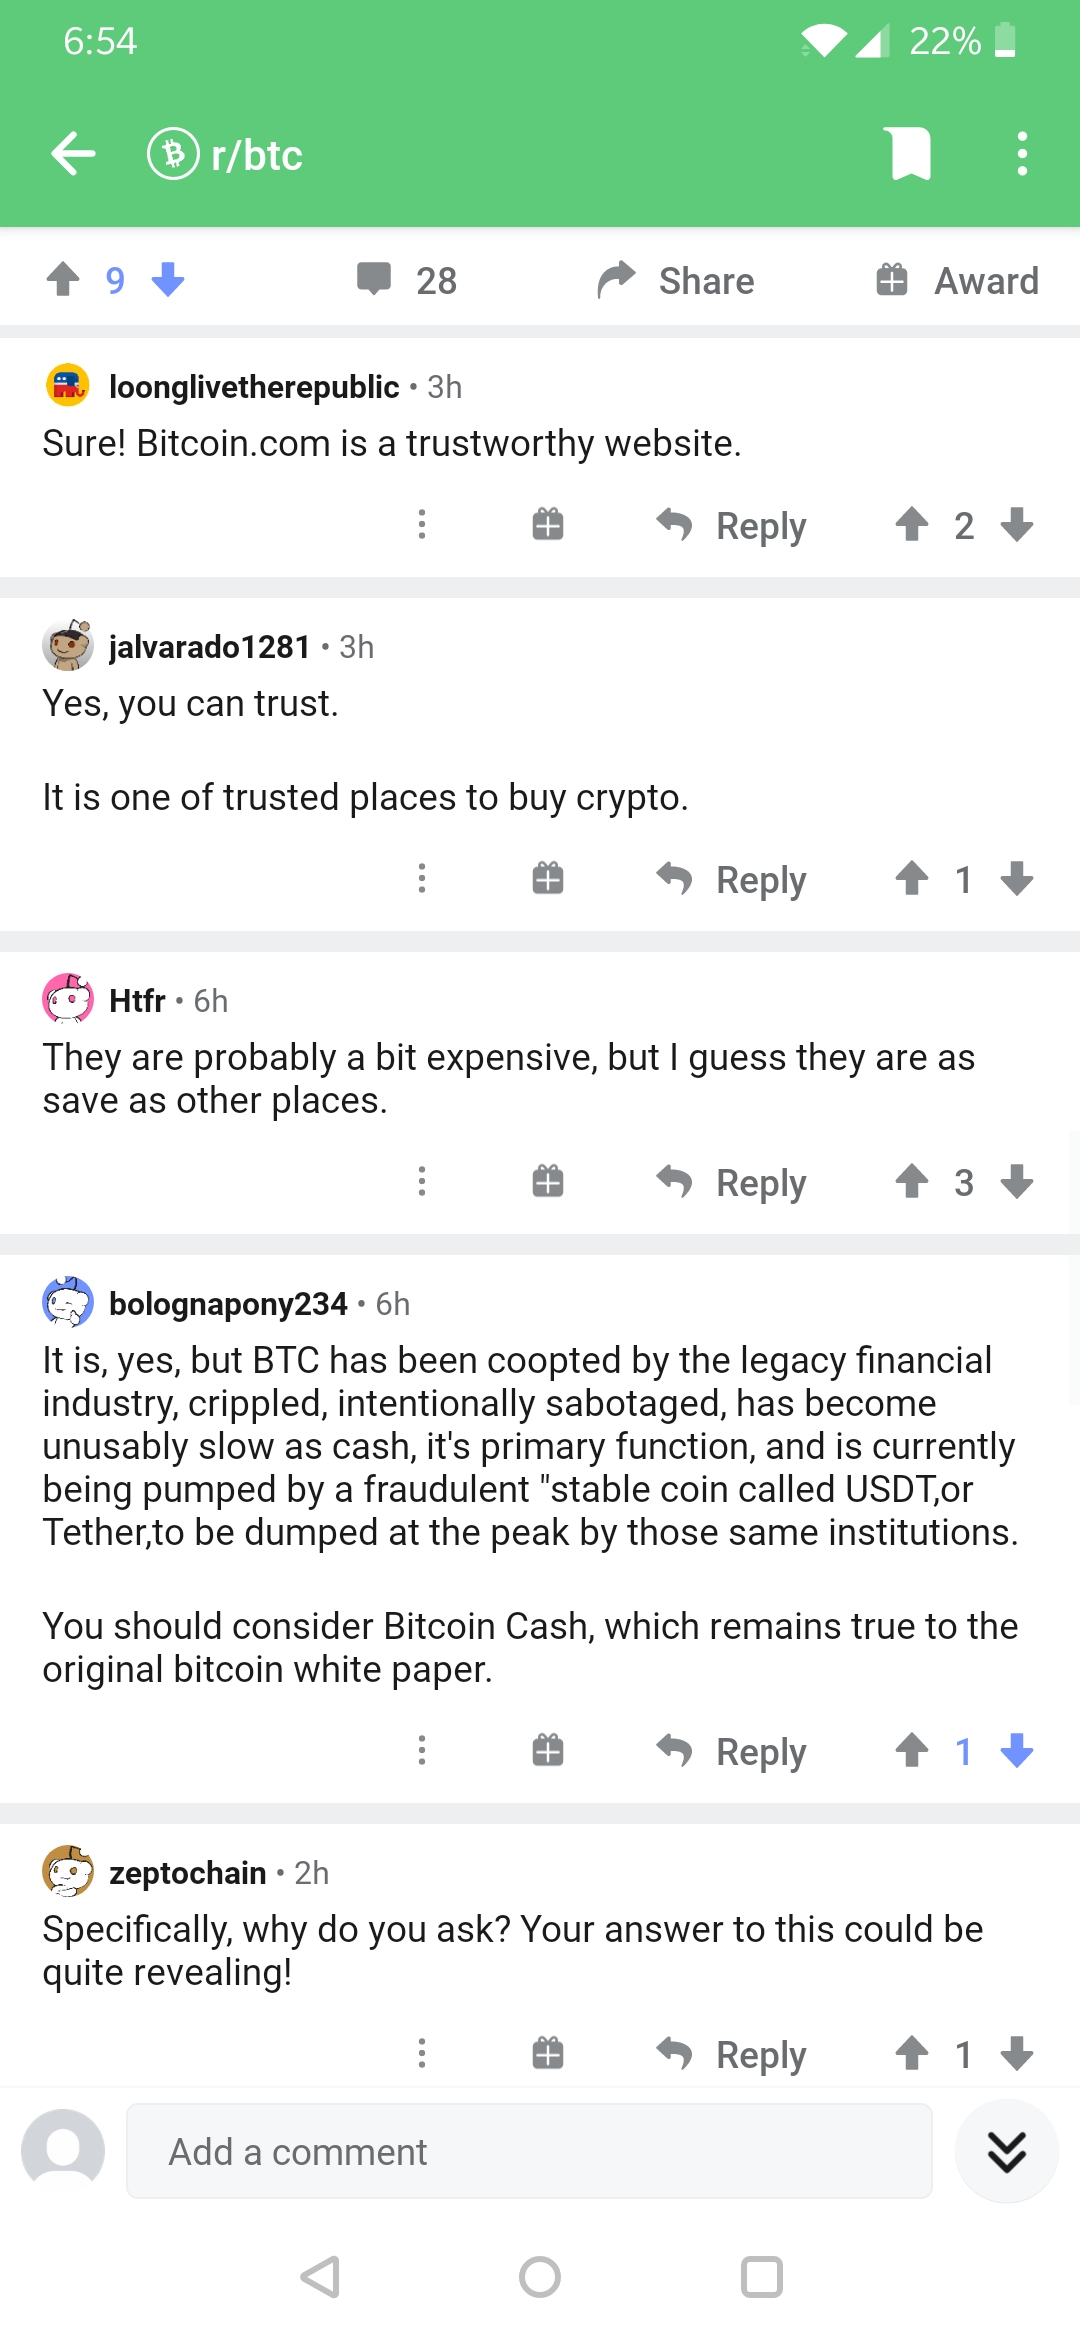 6:54
22%
r/btc
9
28
Share
Award
loonglivetherepublic • 3h
Sure! Bitcoin.com is a trustworthy website.
Reply
2
jalvarado1281 • 3h
Yes, you can trust.
It is one of trusted places to buy crypto.
Reply
1
Htfr • 6h
They are probably a bit expensive, but I guess they are as
save as other places.
Reply
3
bolognapony234 • 6h
It is, yes, but BTC has been coopted by the legacy financial
industry, crippled, intentionally sabotaged, has become
unusably slow as cash, it's primary function, and is currently
being pumped by a fraudulent "stable coin called USDT,or
Tether,to be dumped at the peak by those same institutions.
You should consider Bitcoin Cash, which remains true to the
original bitcoin white paper.
Reply
1
zeptochain • 2h
Specifically, why do you ask? Your answer to this could be
quite revealing!
Reply
1
Add a comment